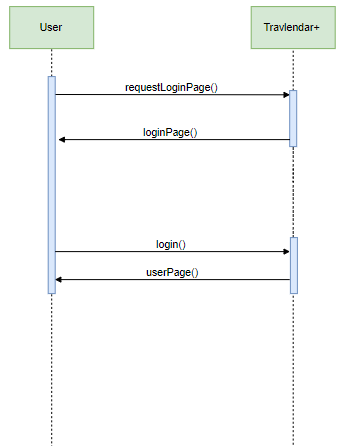 User
Travlendar+
requestLoginPage()
loginPage()
login()
userPage()